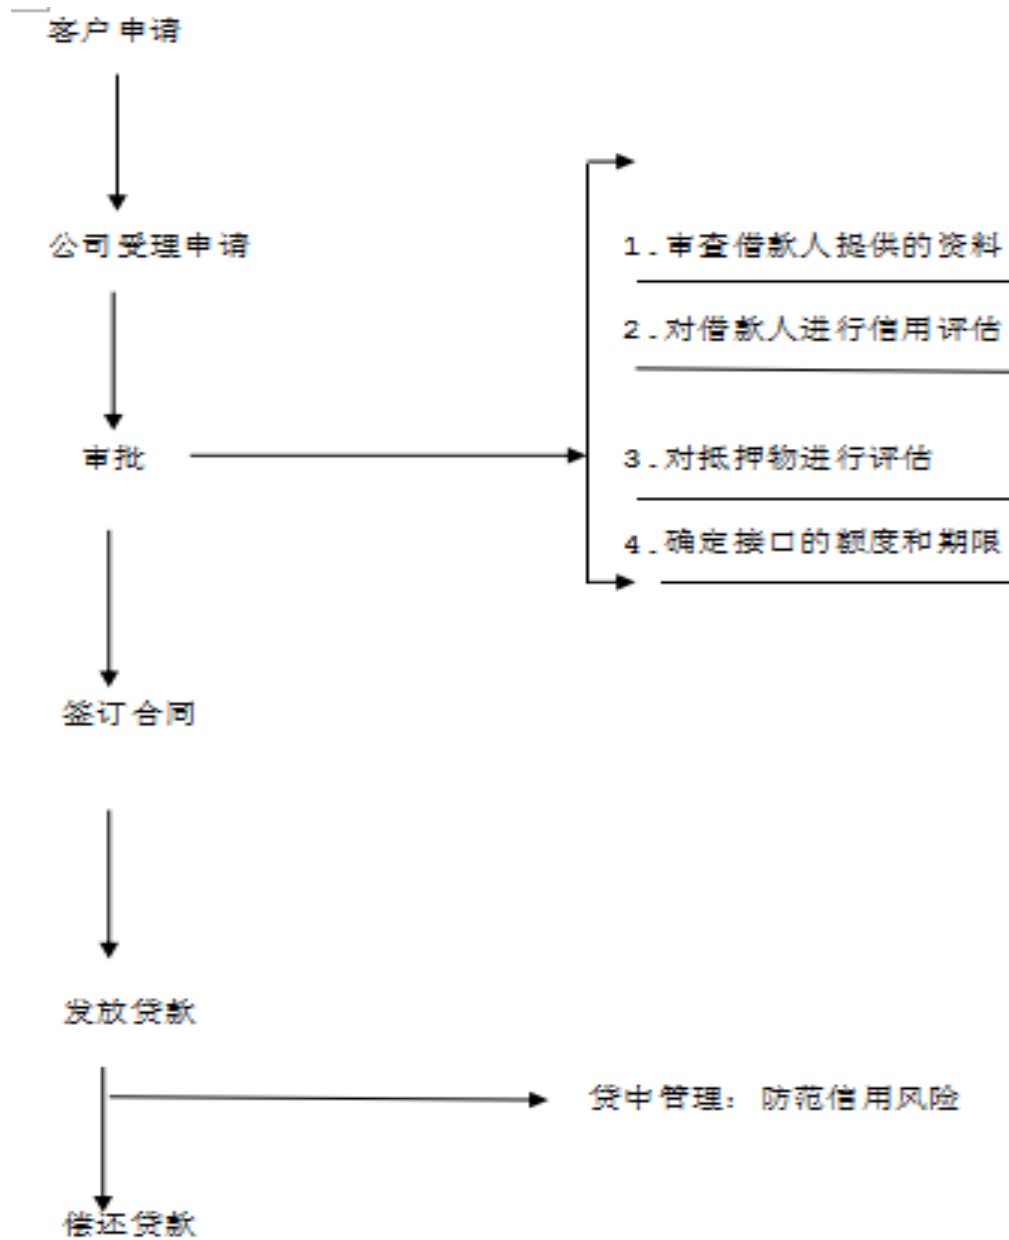 客户申请
公司受理申请
1.审查借款人提供的资料
2.对借款人进行信用评估
审批
3.对抵押物进行评估
4.确定接口的额度和期限
签订合同
发放贷款
贷中管理：防范信用风险
偿还贷款